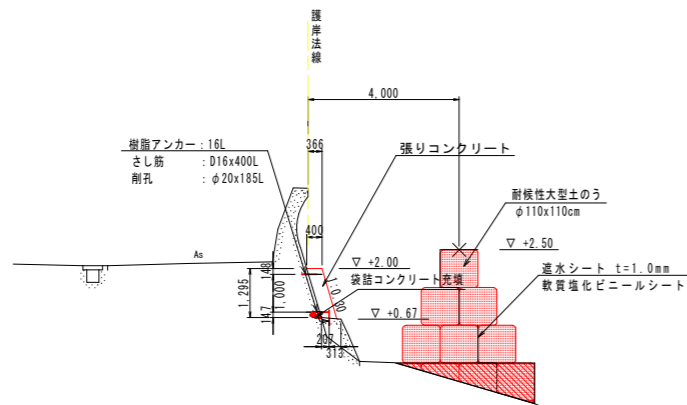 護岸法線
4,000
樹脂アンカー：16L
さし筋　：D16x400L
削孔　：φ20x185L
366
張りコンクリート
耐候性大型土のう
φ110x110cm
400
As
▽ +2.00
▽ +2.50
袋詰コンクリート充填
遮水シート t=1.0mm
軟質塩化ビニールシート
148
1,295
1,000
147
▽ +0.67
207
313